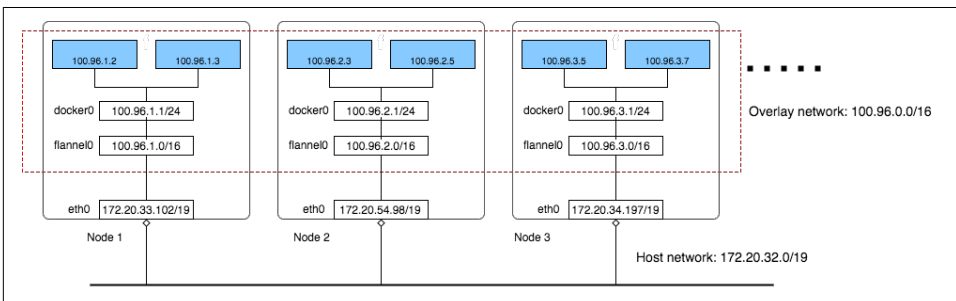 100.96.1.2 100.96.1.3 100.96.2.3 100.96.2.5 100.96.3.5 100.96.3.7
docker0 100.96.1.1/24 docker0 100.96.2.1/24 docker0 100.96.3.1/24 Overlay network: 100.96.0.0/16
flannel0 100.96.1.0/16 flannel0 100.96.2.0/16 flannel0 100.96.3.0/16
eth0 172.20.33.102/19 eth0 172.20.54.98/19 eth0 172.20.34.197/19
Node 1 Node 2 Node 3
Host network: 172.20.32.0/19